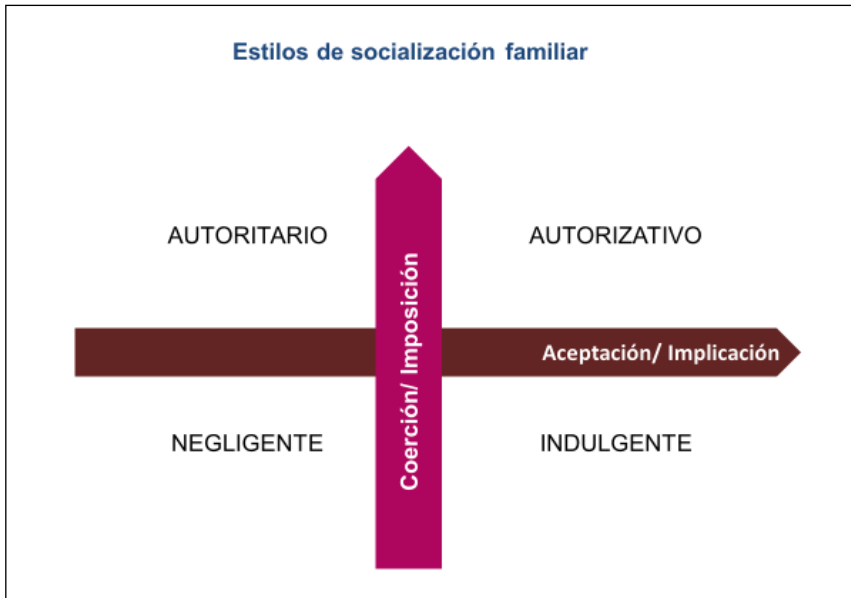 Estilos de socialización familiar
AUTORITARIO
AUTORIZATIVO
Coerción/ Imposición
Aceptación/ Implicación
NEGLIGENTE
INDULGENTE